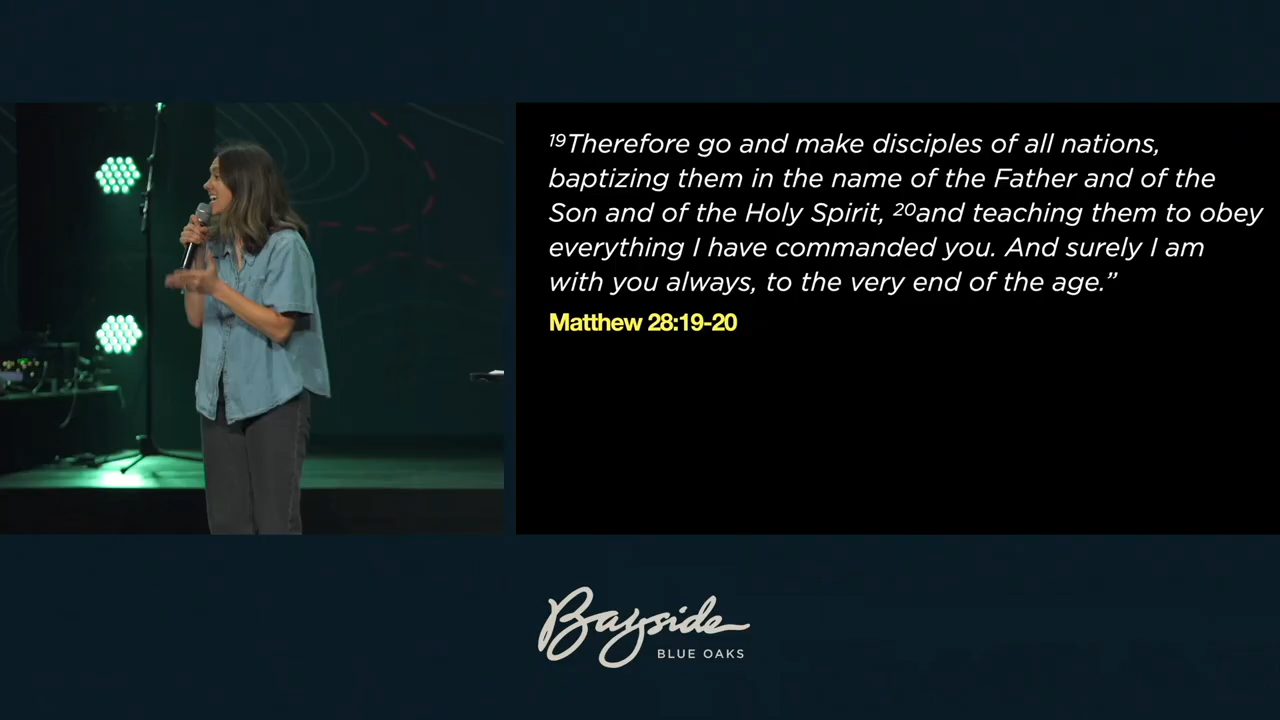 ¹⁹Therefore go and make disciples of all nations,
baptizing them in the name of the Father and of the
Son and of the Holy Spirit, ²⁰and teaching them to obey
everything I have commanded you. And surely I am
with you always, to the very end of the age.”
Matthew 28:19-20
Bayside
BLUE OAKS